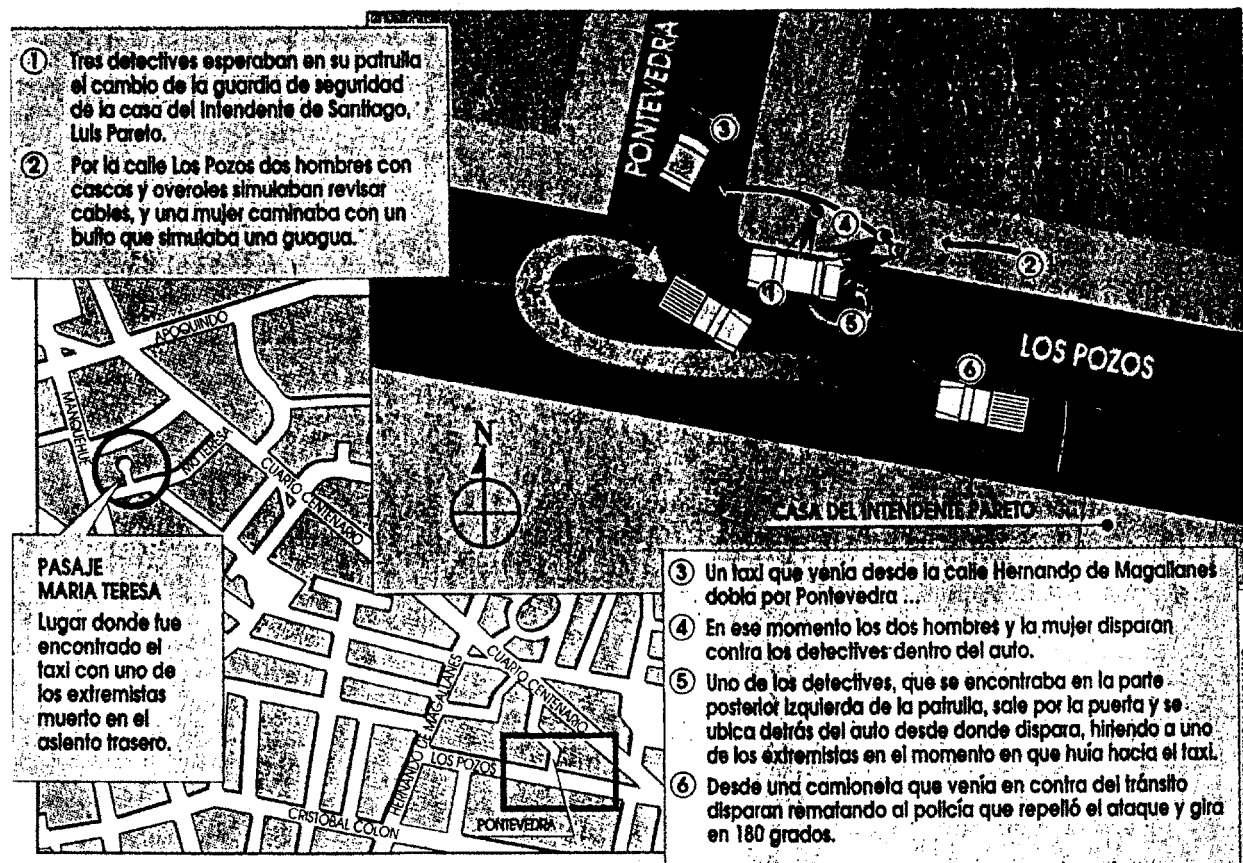 ① Tres detectives esperaban en su patrulla
el cambio de la guardia de seguridad
de la casa del Intendente de Santiago,
Luis Pareto.
② Por la calle Los Pozos dos hombres con
cascos y overoles simulaban revisar
cables, y una mujer caminaba con un
bulto que simulaba una guagua.
PONTEVEDRA
③
④
②
①
⑤
LOS POZOS
⑥
N
CASA DEL INTENDENTE PARETO
APOQUINDO
MANQUEHUE
MA TERESA
CUARTO CENTENARIO
PASAJE
MARIA TERESA
Lugar donde fue
encontrado el
taxi con uno de
los extremistas
muerto en el
asiento trasero.
HERNANDO DE MAGALLANES
CUARTO CENTENARIO
LOS POZOS
CRISTOBAL COLON
PONTEVEDRA
③ Un taxi que venía desde la calle Hernando de Magallanes
dobla por Pontevedra ...
④ En ese momento los dos hombres y la mujer disparan
contra los detectives dentro del auto.
⑤ Uno de los detectives, que se encontraba en la parte
posterior izquierda de la patrulla, sale por la puerta y se
ubica detrás del auto desde donde dispara, hiriendo a uno
de los extremistas en el momento en que huia hacia el taxi.
⑥ Desde una camioneta que venía en contra del tránsito
disparan rematando al policía que repelló el ataque y gira
en 180 grados.